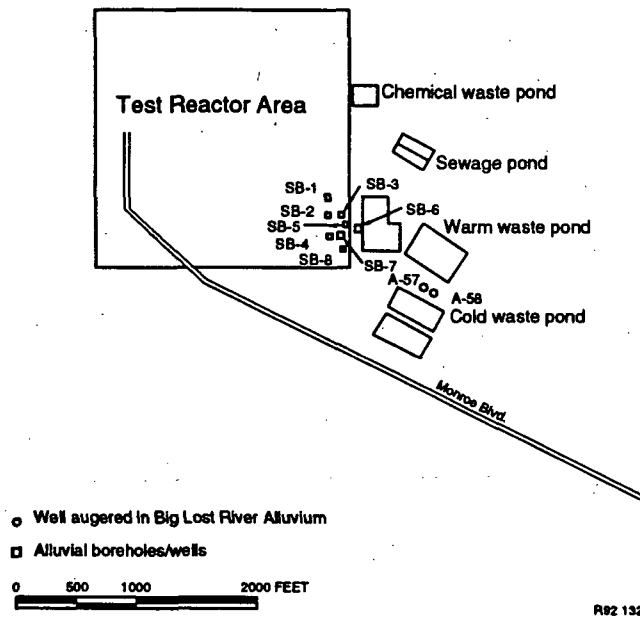 Test Reactor Area
Chemical waste pond
Sewage pond
SB-1
SB-3
SB-2
SB-6
SB-5
Warm waste pond
SB-4
SB-8
SB-7
A-57
A-58
Cold waste pond
Monroe Blvd.
Well augered in Big Lost River Alluvium
Alluvial boreholes/wells
0 500 1000 2000 FEET
R92 132